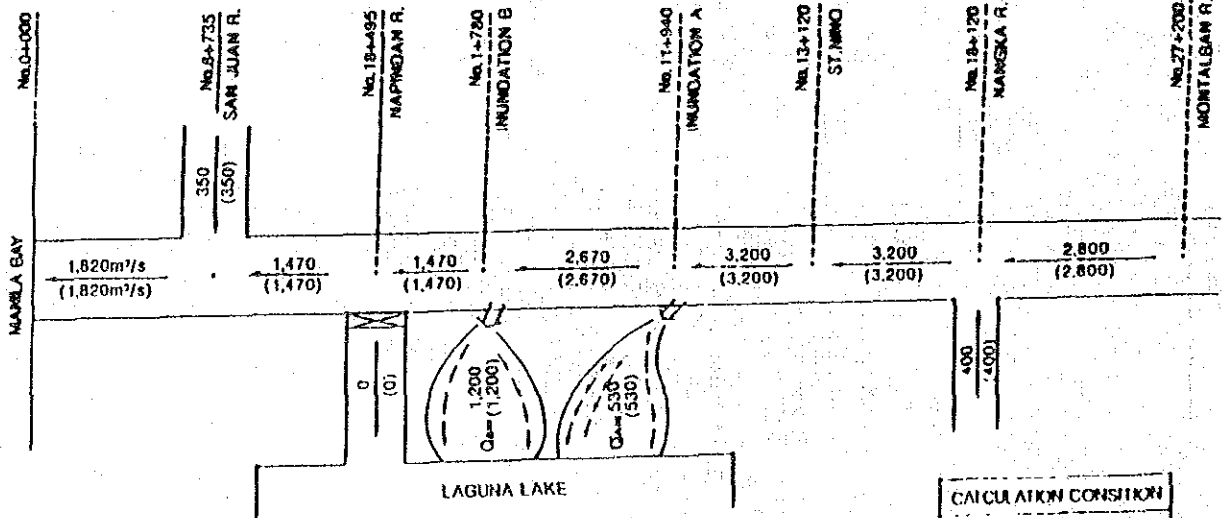 No.0+000
No.8+735
SAN JUAN R.
No.18+495
NAPINDAN R.
No.1+780
INUNDATION B
No.11+940
INUNDATION A
No.13+120
ST. NINO
No.18+120
NANGKA R.
No.27+200
MONTALBAN R.
MANILA BAY
350
(350)
1,820m³/s
(1,820m³/s)
1,470
(1,470)
1,470
(1,470)
2,670
(2,670)
3,200
(3,200)
3,200
(3,200)
2,800
(2,800)
0
(0)
1,200
(1,200)
530
(530)
400
(400)
LAGUNA LAKE
CALCULATION CONSITION